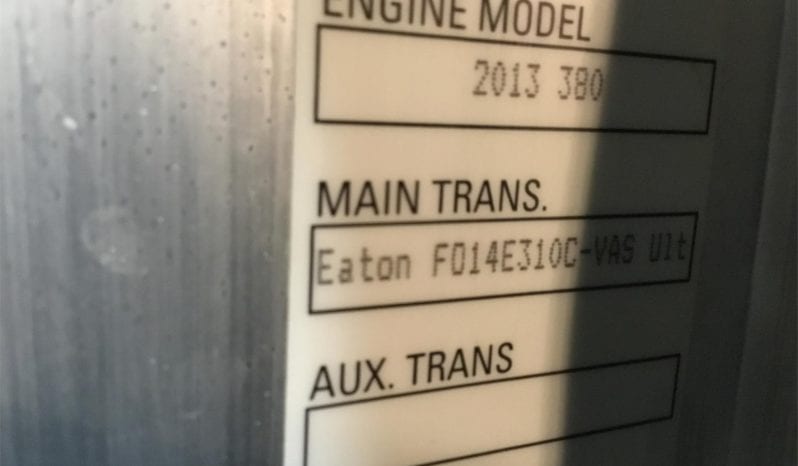 ENGINE MODEL
2013 380
MAIN TRANS.
Eaton FO14E310C-VAS Ult
AUX. TRANS